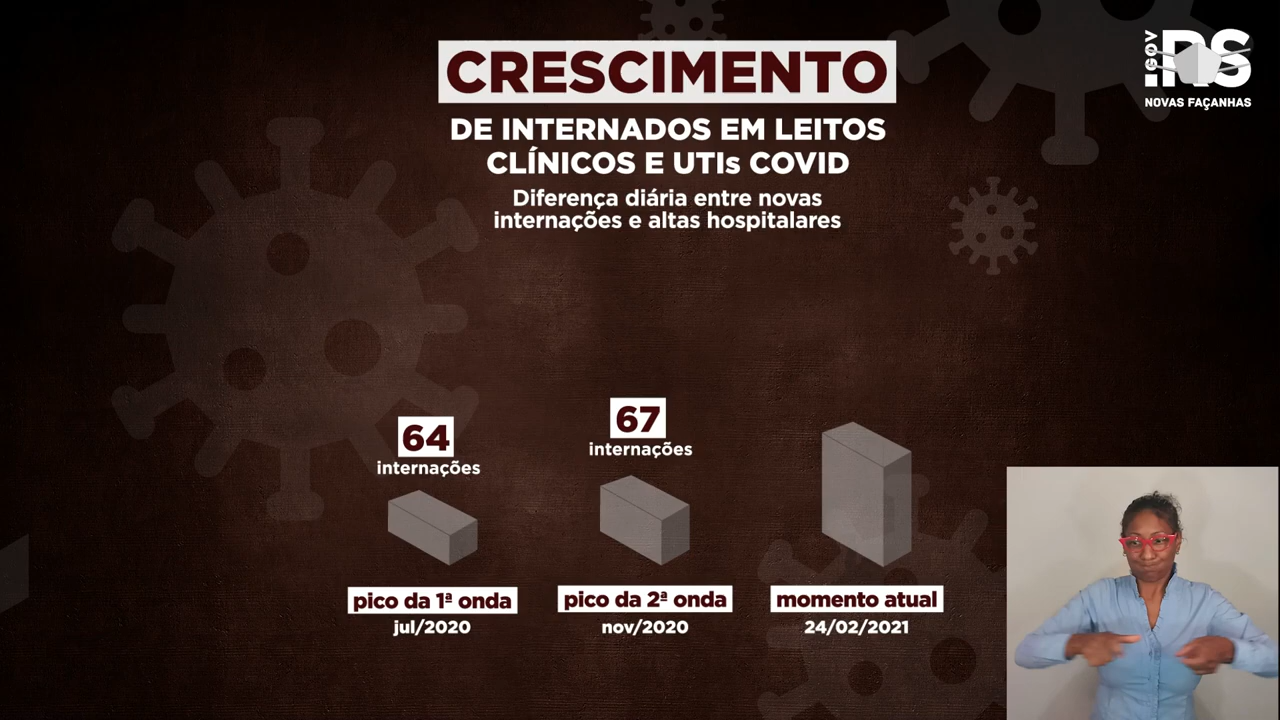 CRESCIMENTO
DE INTERNADOS EM LEITOS
CLÍNICOS E UTIs COVID
Diferença diária entre novas
internações e altas hospitalares
GOV
RS
NOVAS FAÇANHAS
64
internações
67
internações
pico da 1ª onda
jul/2020
pico da 2ª onda
nov/2020
momento atual
24/02/2021